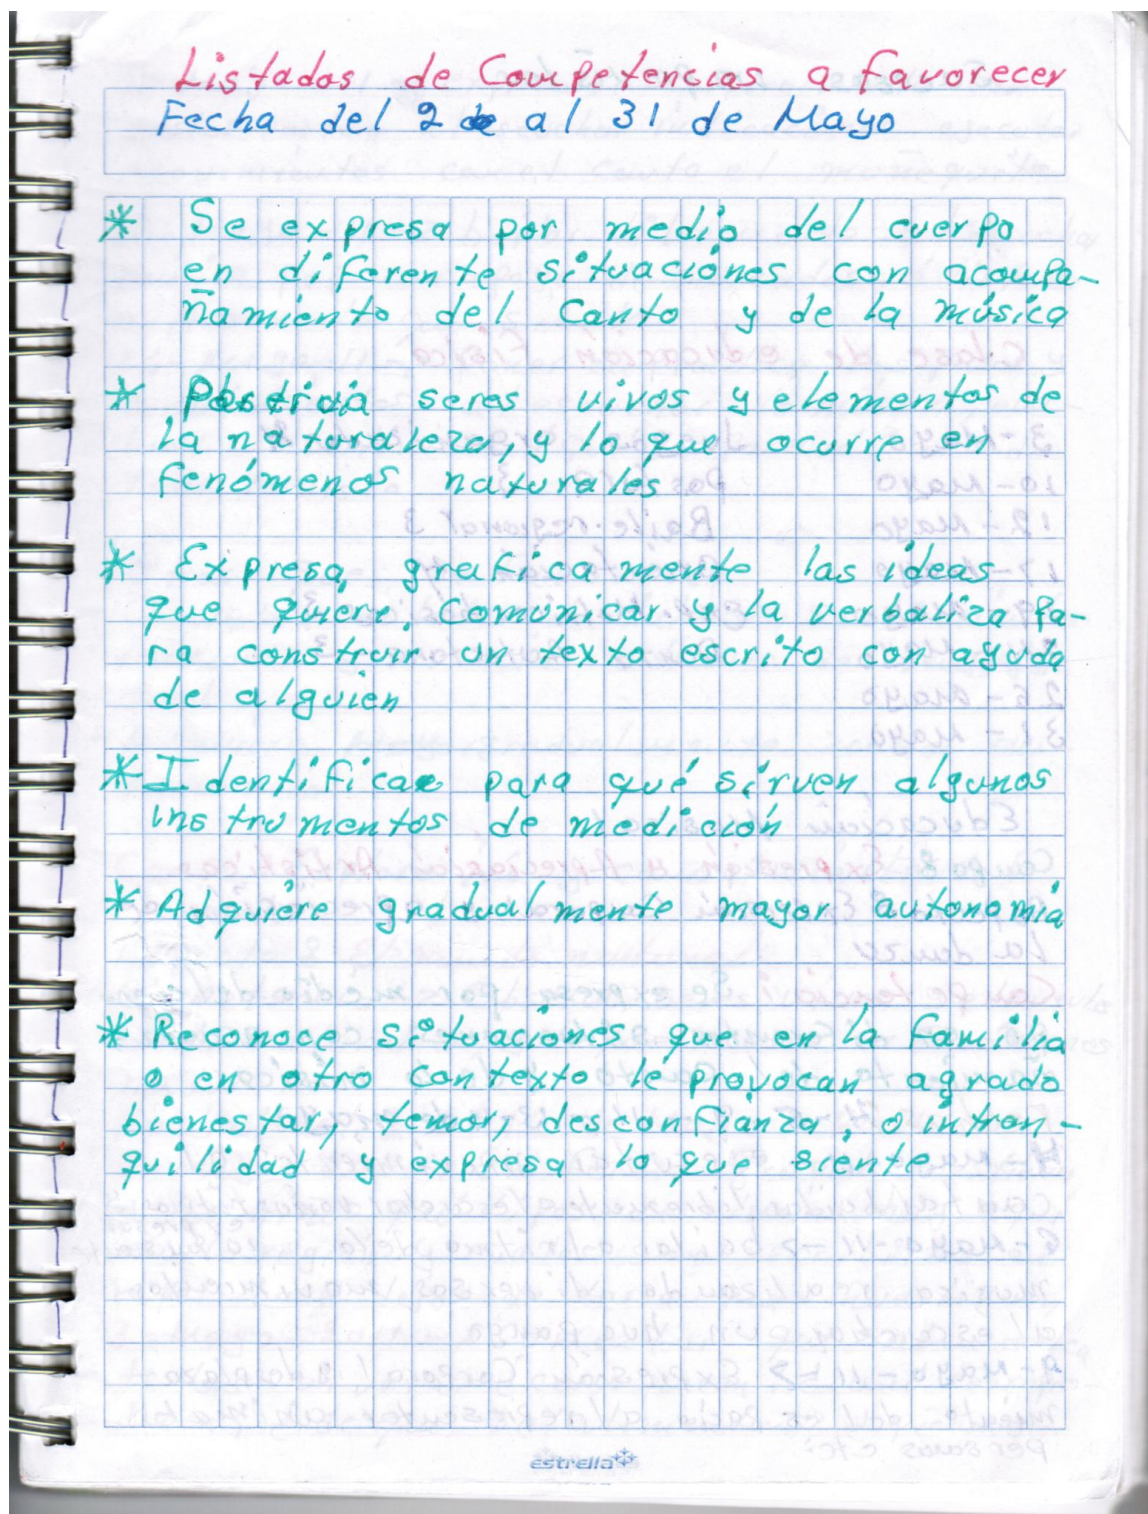 Listados de Competencias a favorecer
Fecha del 2 de al 31 de Mayo
* Se expresa por medio del cuerpo
en diferente situaciones con acompa-
ñamiento del Canto y de la música
* seres vivos y elementos de
la naturaleza, y lo que ocurre en
fenómenos naturales
* Expresa graficamente las ideas
que quiere comunicar y la verbaliza pa-
ra construir un texto escrito con ayuda
de alguien
* Identifica para qué sirven algunos
instrumentos de medición
* Adquiere gradualmente mayor autonomía
* Reconoce situaciones que en la familia
o en otro contexto le provocan agrado
bienestar, temor, desconfianza, o intran-
quilidad y expresa lo que siente
estrella